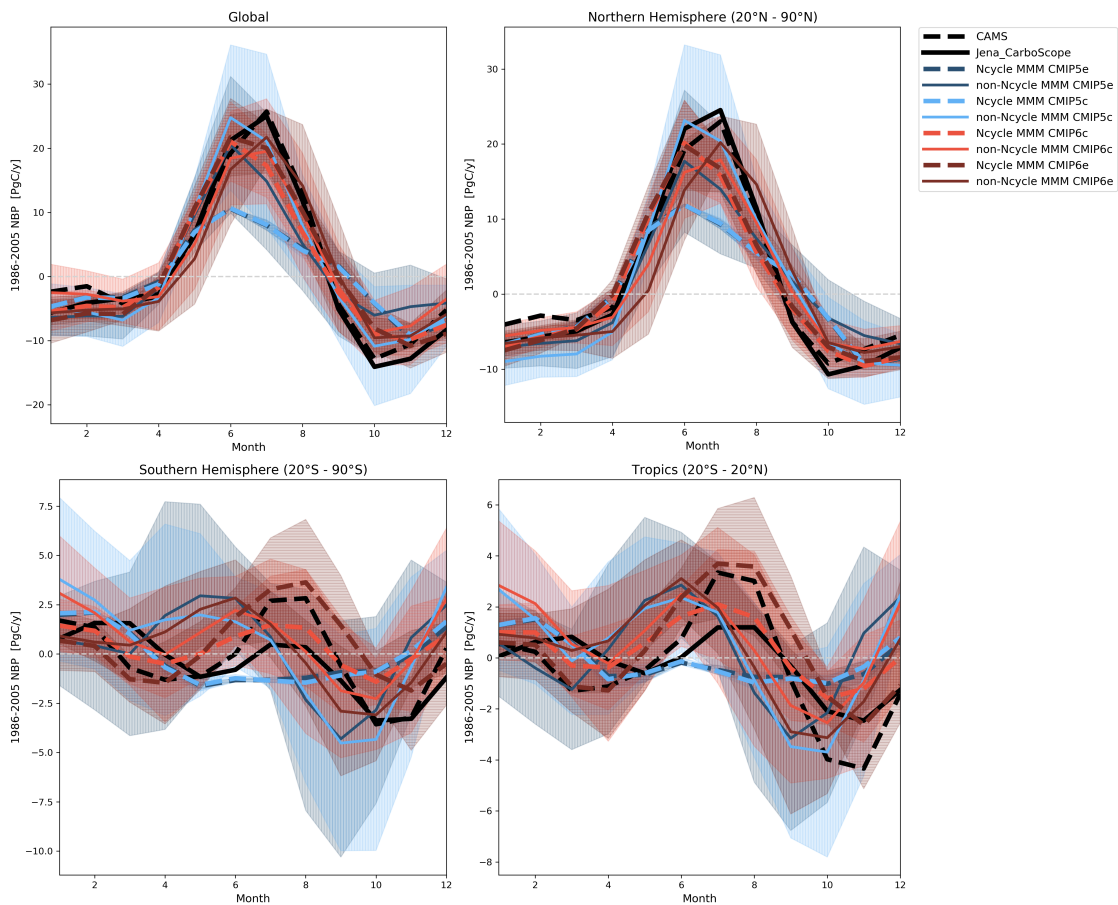 Global
30
20
10
0
−10
−20
1986-2005 NBP [PgC/y]
2
4
6
8
10
12
Month
Northern Hemisphere (20°N - 90°N)
30
20
10
0
−10
1986-2005 NBP [PgC/y]
2
4
6
8
10
12
Month
CAMS
Jena_CarboScope
Ncycle MMM CMIP5e
non-Ncycle MMM CMIP5e
Ncycle MMM CMIP5c
non-Ncycle MMM CMIP5c
Ncycle MMM CMIP6c
non-Ncycle MMM CMIP6c
Ncycle MMM CMIP6e
non-Ncycle MMM CMIP6e
Southern Hemisphere (20°S - 90°S)
7.5
5.0
2.5
0.0
−2.5
−5.0
−7.5
−10.0
1986-2005 NBP [PgC/y]
2
4
6
8
10
12
Month
Tropics (20°S - 20°N)
6
4
2
0
−2
−4
−6
−8
1986-2005 NBP [PgC/y]
2
4
6
8
10
12
Month